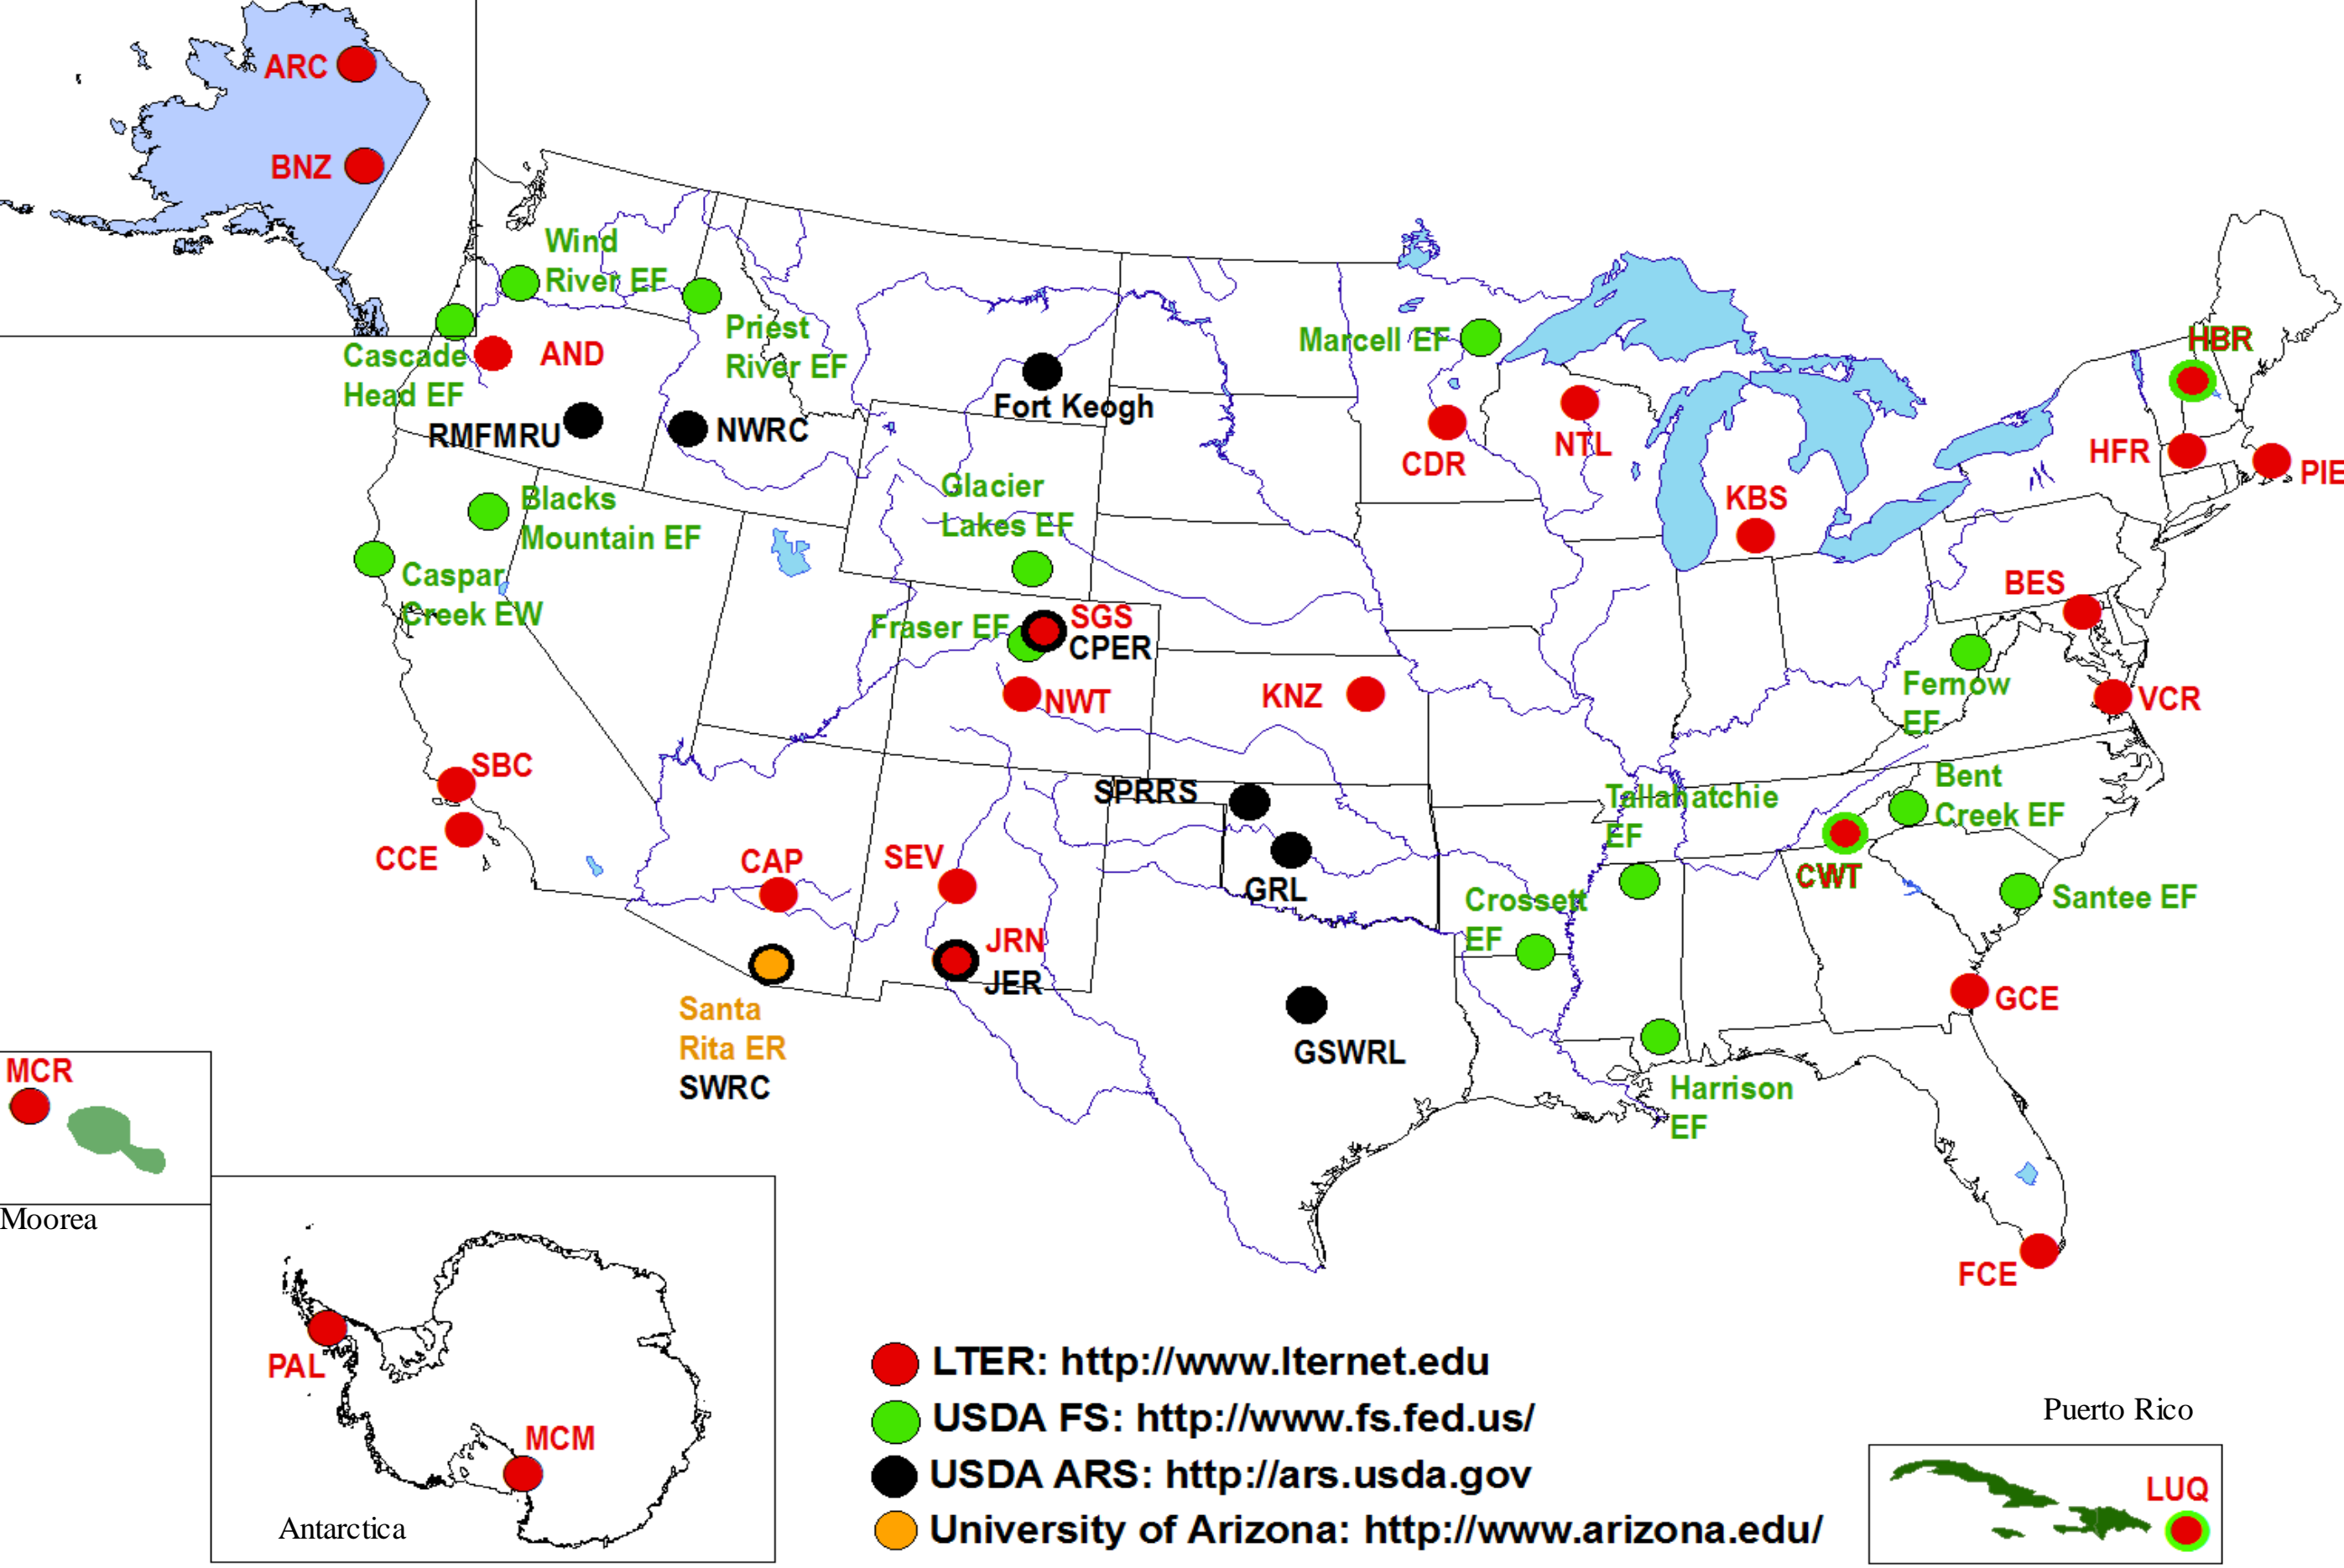 ARC
BNZ
Wind
River EF
Priest
River EF
Cascade
Head EF
AND
RMFMRU
NWRC
Fort Keogh
Marcell EF
CDR
NTL
KBS
HBR
HFR
PIE
Blacks
Mountain EF
Caspar
Creek EW
Glacier
Lakes EF
Fraser EF
SGS
CPER
NWT
KNZ
BES
Fernow
EF
VCR
SBC
CCE
CAP
SEV
SPRRS
GRL
Tallahatchie
EF
Bent
Creek EF
CWT
Crossett
EF
Santee EF
JRN
JER
Santa
Rita ER
SWRC
GSWRL
GCE
Harrison
EF
FCE
MCR
Moorea
PAL
MCM
Antarctica
LTER: http://www.lternet.edu
USDA FS: http://www.fs.fed.us/
USDA ARS: http://ars.usda.gov
University of Arizona: http://www.arizona.edu/
Puerto Rico
LUQ